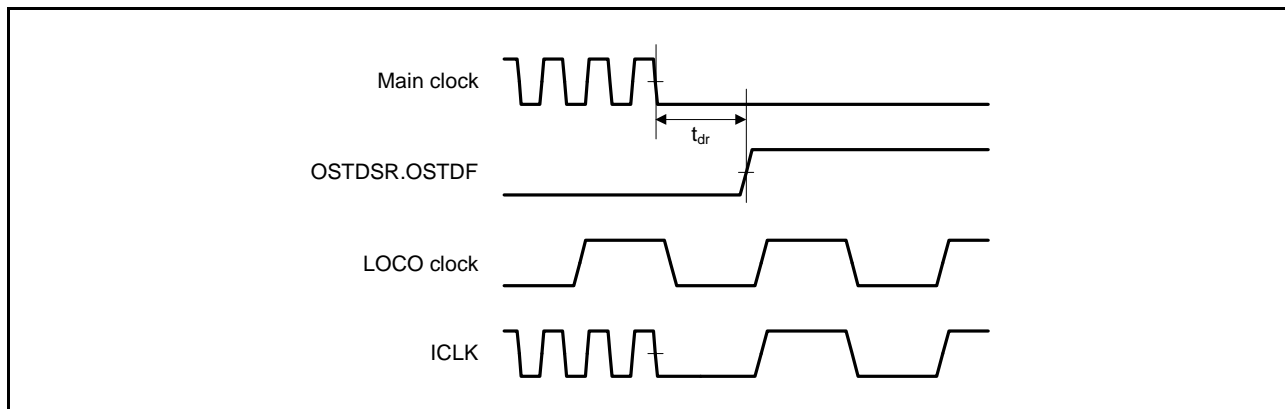 Main clock
tdr
OSTDSR.OSTDF
LOCO clock
ICLK